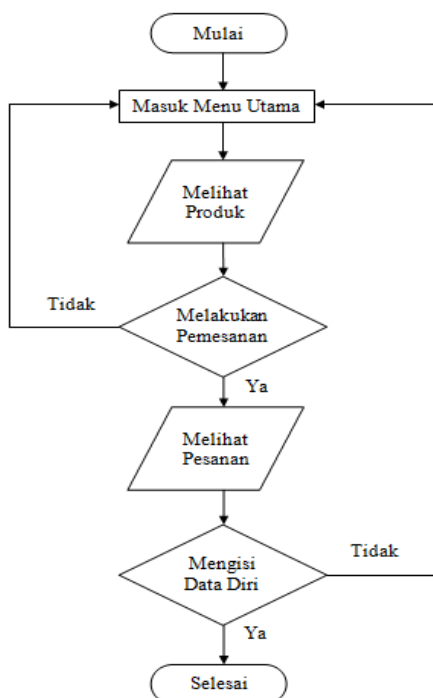 Mulai
Masuk Menu Utama
Melihat
Produk
Tidak
Melakukan
Pemesanan
Ya
Melihat
Pesanan
Mengisi
Data Diri
Tidak
Ya
Selesai